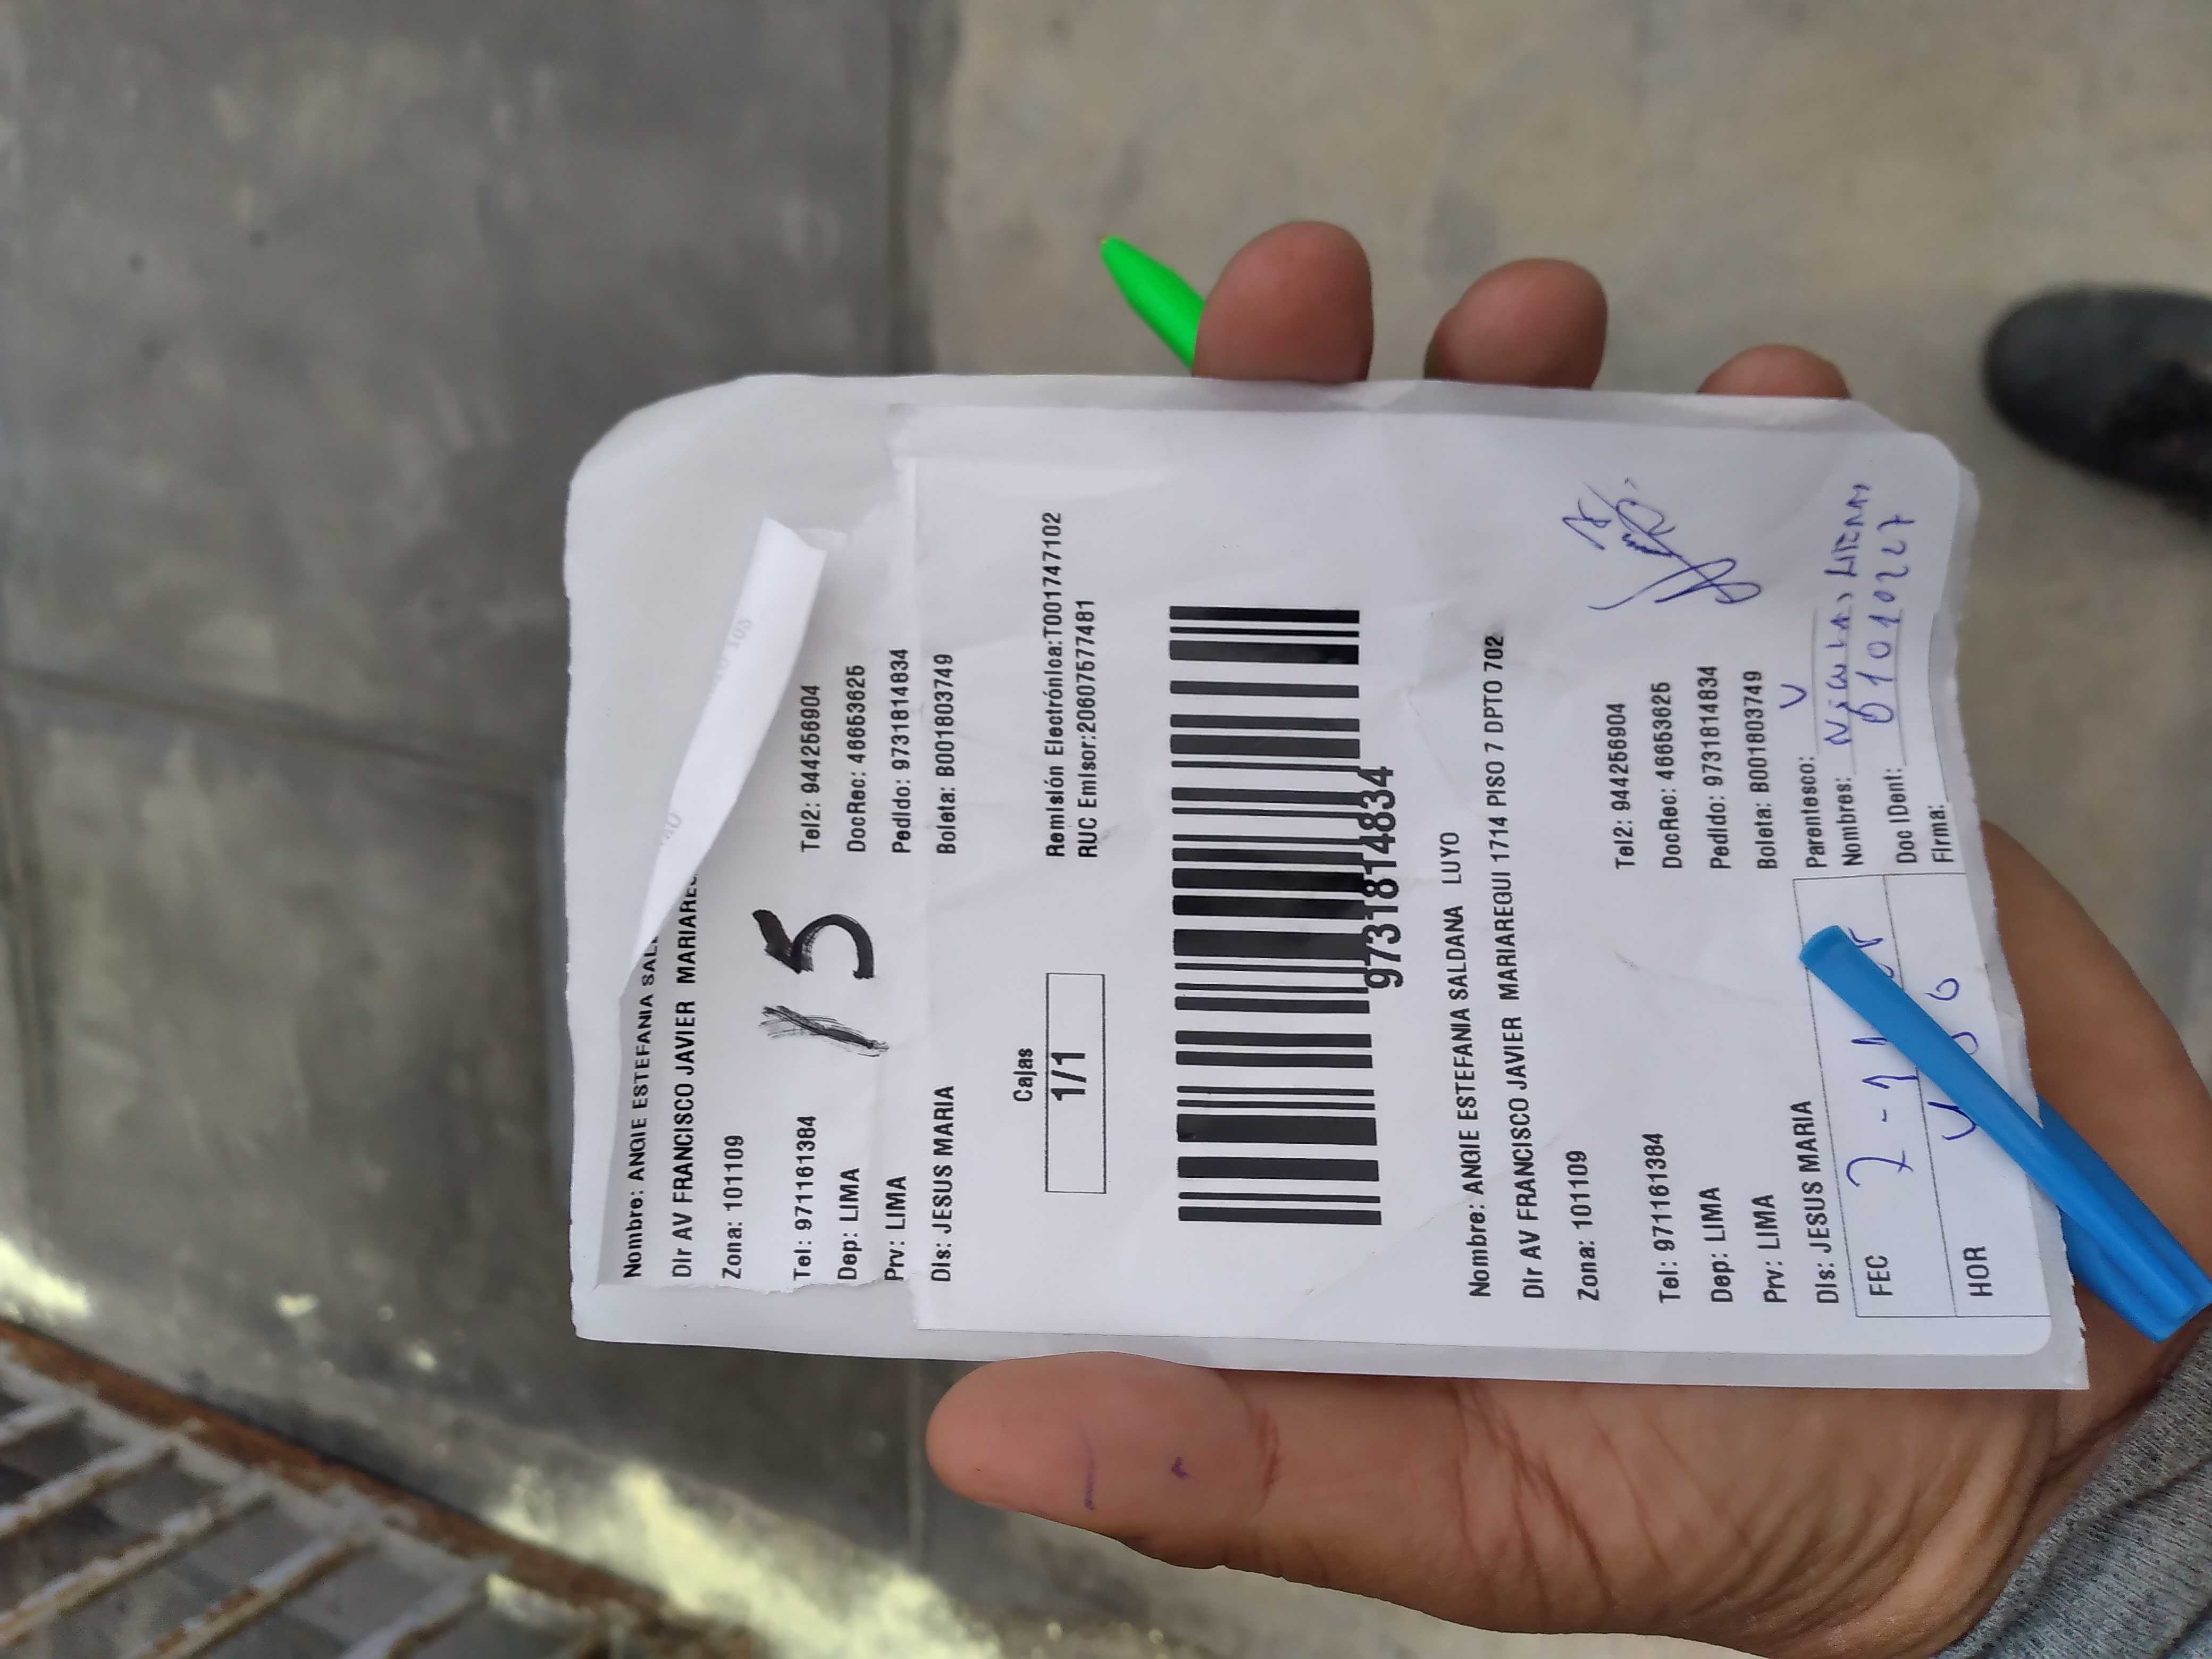 Nombre: ANGIE ESTEFANIA SAL
Dir AV FRANCISCO JAVIER MARIARE
Zona: 101109
15
Tel: 971161384 Tel2: 944256904
Dep: LIMA DocRec: 46653625
Prv: LIMA Pedido: 97318148​34
Dis: JESUS MARIA Boleta: B001803749
Cajas
1/1
Remisión Electrónica:T001747102
RUC Emisor:20607577481
9731814834
Nombre: ANGIE ESTEFANIA SALDANA LUYO
Dir AV FRANCISCO JAVIER MARIAREGUI 1714 PISO 7 DPTO 702
Zona: 101109
Tel: 971161384 Tel2: 944256904
Dep: LIMA DocRec: 46653625
Prv: LIMA Pedido: 9731814834
Dis: JESUS MARIA Boleta: B001803749
FEC
HOR
Parentesco:
Nombres:
Doc IDent: 01010227
Firma: